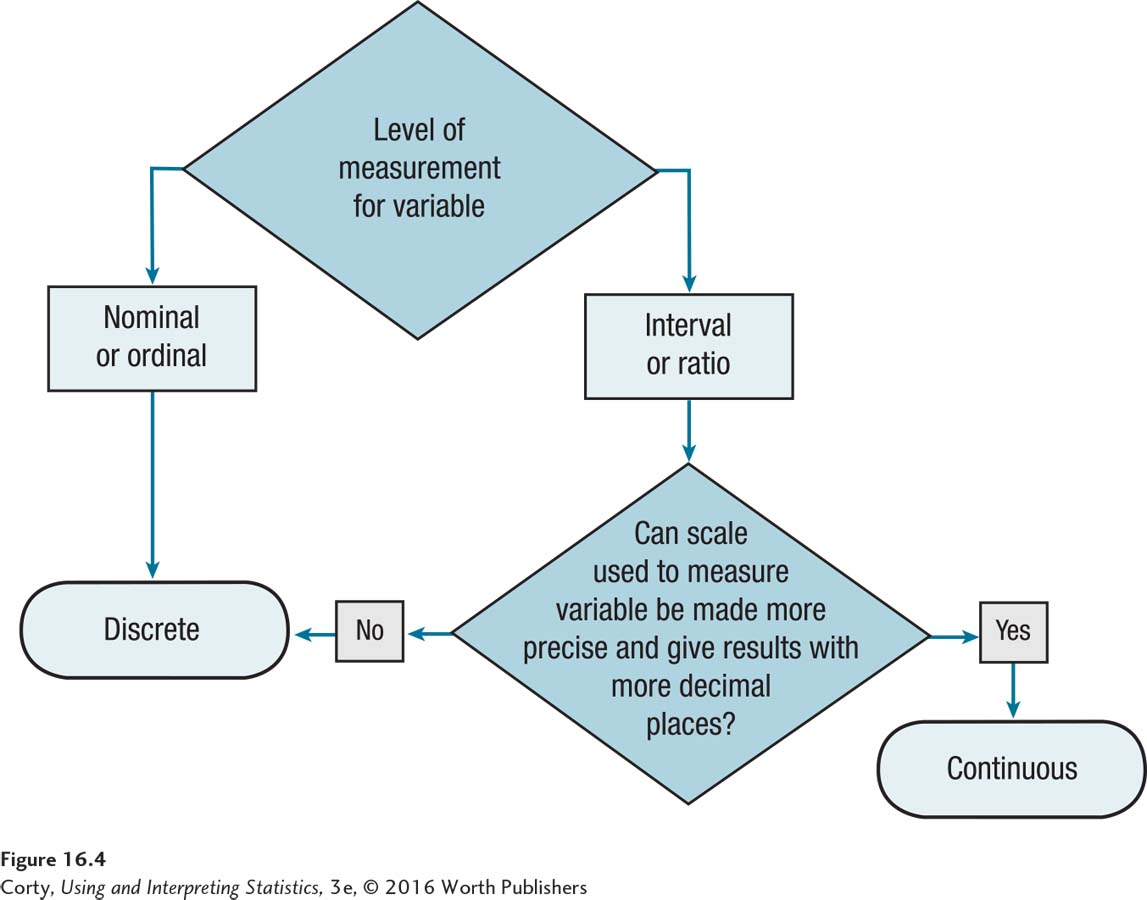 Level of
measurement
for variable
Nominal
or ordinal
Interval
or ratio
Can scale
used to measure
variable be made more
precise and give results with
more decimal
places?
Discrete
No
Yes
Continuous
Figure 16.4
Corty, Using and Interpreting Statistics, 3e, © 2016 Worth Publishers